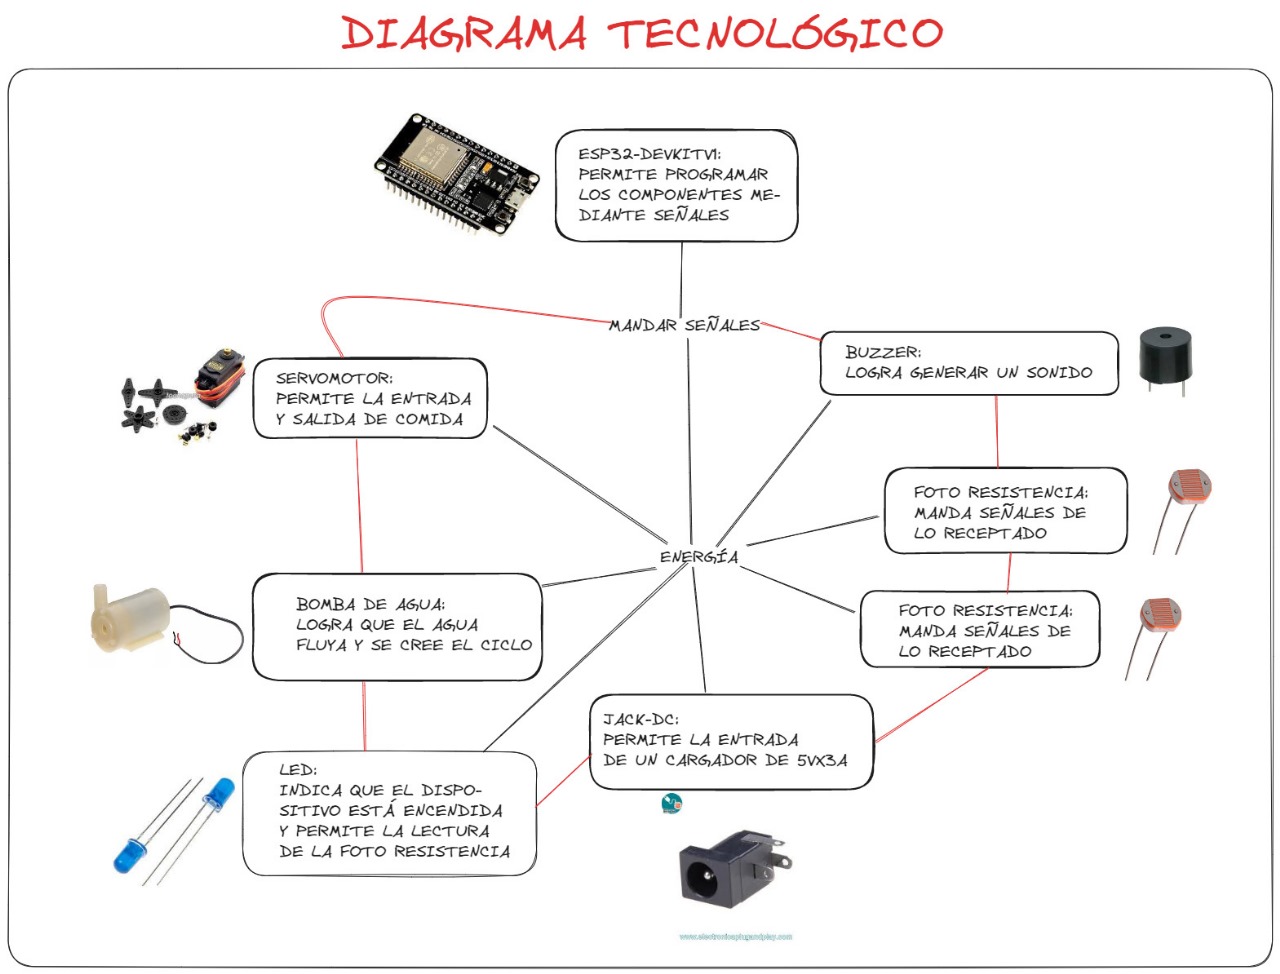 DIAGRAMA TECNOLÓGICO
ESP32-DEVKITV1:
PERMITE PROGRAMAR
LOS COMPONENTES ME-
DIANTE SEÑALES
MANDAR SEÑALES
SERVOMOTOR:
PERMITE LA ENTRADA
Y SALIDA DE COMIDA
BUZZER:
LOGRA GENERAR UN SONIDO
FOTO RESISTENCIA:
MANDA SEÑALES DE
LO RECEPTADO
ENERGÍA
BOMBA DE AGUA:
LOGRA QUE EL AGUA
FLUYA Y SE CREE EL CICLO
FOTO RESISTENCIA:
MANDA SEÑALES DE
LO RECEPTADO
JACK-DC:
PERMITE LA ENTRADA
DE UN CARGADOR DE 5VX3A
LED:
INDICA QUE EL DISPO-
SITIVO ESTÁ ENCENDIDA
Y PERMITE LA LECTURA
DE LA FOTO RESISTENCIA
www.electronicaplugandplay.com